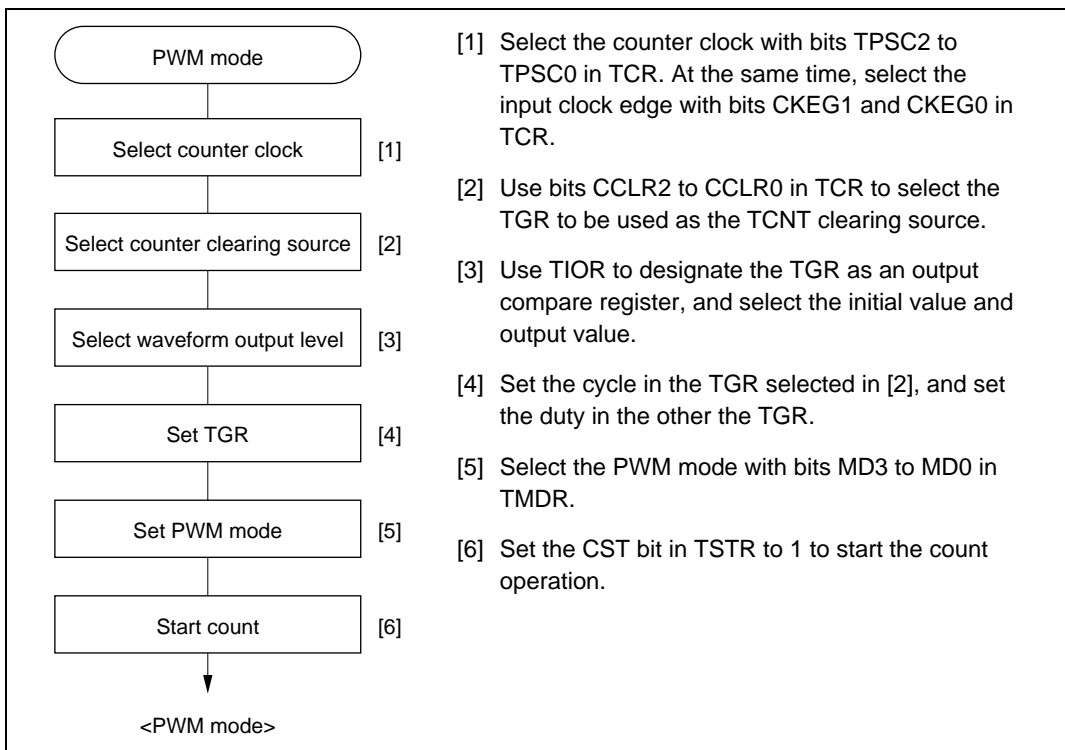 PWM mode
Select counter clock [1]
Select counter clearing source [2]
Select waveform output level [3]
Set TGR [4]
Set PWM mode [5]
Start count [6]
<PWM mode>
[1] Select the counter clock with bits TPSC2 to
TPSC0 in TCR. At the same time, select the
input clock edge with bits CKEG1 and CKEG0 in
TCR.
[2] Use bits CCLR2 to CCLR0 in TCR to select the
TGR to be used as the TCNT clearing source.
[3] Use TIOR to designate the TGR as an output
compare register, and select the initial value and
output value.
[4] Set the cycle in the TGR selected in [2], and set
the duty in the other the TGR.
[5] Select the PWM mode with bits MD3 to MD0 in
TMDR.
[6] Set the CST bit in TSTR to 1 to start the count
operation.